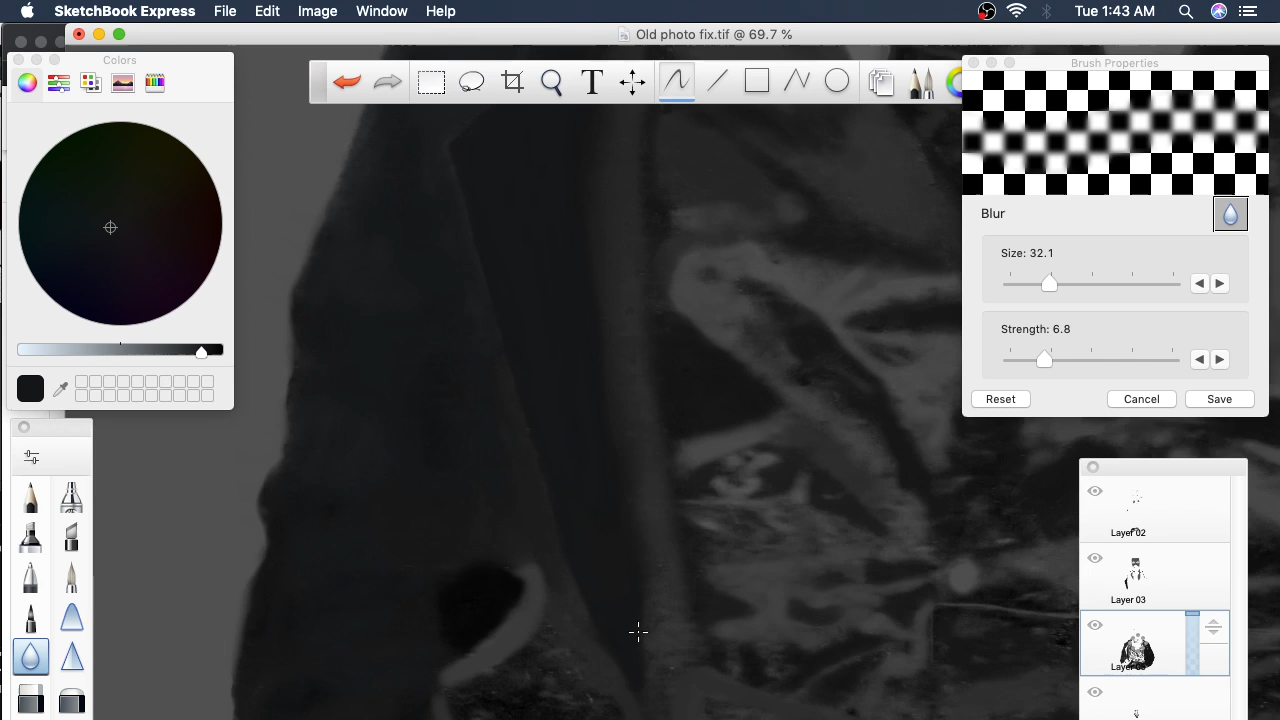 SketchBook Express File Edit Image Window Help Tue 1:43 AM
Old photo fix.tif @ 69.7 %
Colors
T
Brush Properties
Blur
Size: 32.1
Strength: 6.8
Reset Cancel Save
Layer 02
Layer 03